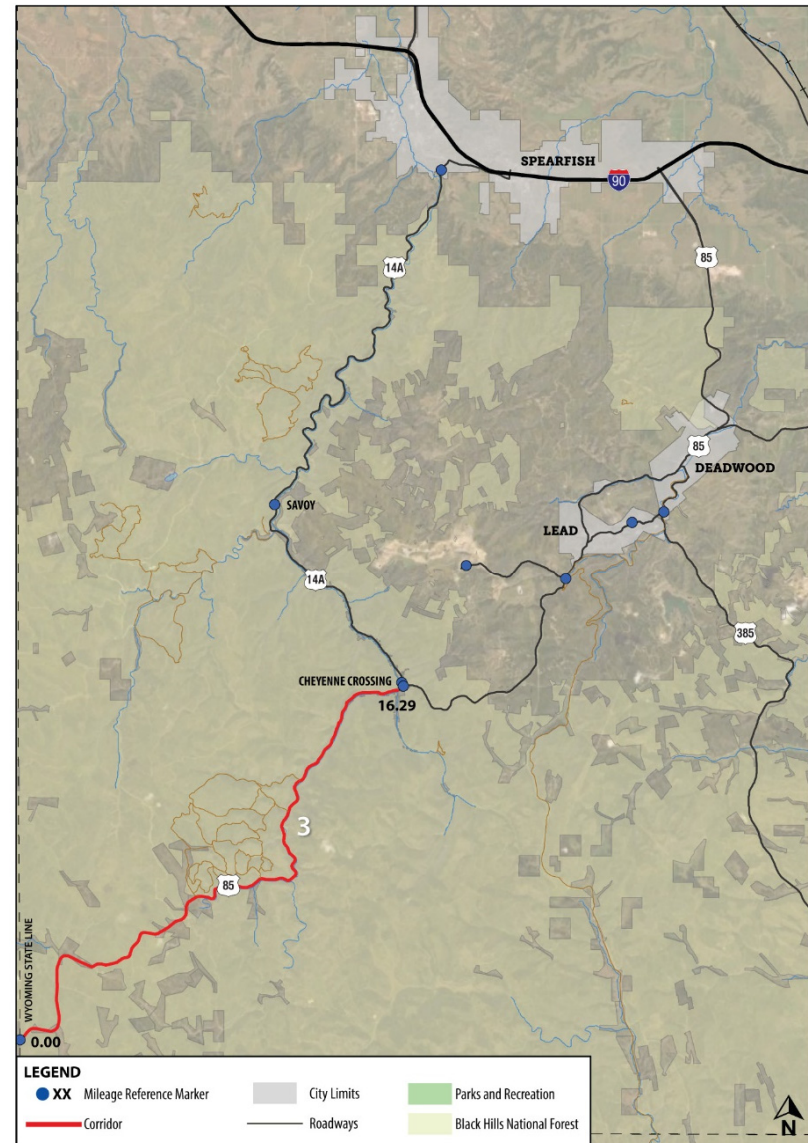 SPEARFISH
90
14A
85
85
DEADWOOD
SAVOY
LEAD
14A
385
CHEYENNE CROSSING
16.29
3
85
WYOMING STATE LINE
0.00
LEGEND
XX Mileage Reference Marker
City Limits
Parks and Recreation
Corridor
Roadways
Black Hills National Forest
N